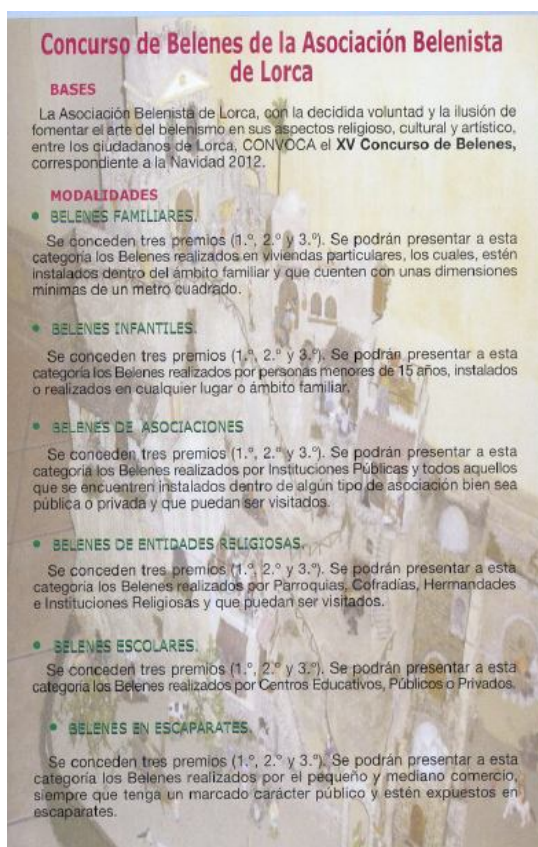 Concurso de Belenes de la Asociación Belenista
de Lorca
BASES
La Asociación Belenista de Lorca, con la decidida voluntad y la ilusión de
fomentar el arte del belenismo en sus aspectos religioso, cultural y artístico,
entre los ciudadanos de Lorca, CONVOCA el XV Concurso de Belenes,
correspondiente a la Navidad 2012.
MODALIDADES
• BELENES FAMILIARES.
Se conceden tres premios (1.º, 2.º y 3.º). Se podrán presentar a esta
categoría los Belenes realizados en viviendas particulares, los cuales, estén
instalados dentro del ámbito familiar y que cuenten con unas dimensiones
mínimas de un metro cuadrado.
• BELENES INFANTILES.
Se conceden tres premios (1.º, 2.º y 3.º). Se podrán presentar a esta
categoría los Belenes realizados por personas menores de 15 años, instalados
o realizados en cualquier lugar o ámbito familiar.
• BELENES DE ASOCIACIONES
Se conceden tres premios (1.º, 2.º y 3.º). Se podrán presentar a esta
categoría los Belenes realizados por Instituciones Públicas y todos aquellos
que se encuentren instalados dentro de algún tipo de asociación bien sea
pública o privada y que puedan ser visitados.
• BELENES DE ENTIDADES RELIGIOSAS.
Se conceden tres premios (1.º, 2.º y 3.º). Se podrán presentar a esta
categoría los Belenes realizados por Parroquias, Cofradías, Hermandades
e Instituciones Religiosas y que puedan ser visitados.
• BELENES ESCOLARES.
Se conceden tres premios (1.º, 2.º y 3.º). Se podrán presentar a esta
categoría los Belenes realizados por Centros Educativos, Públicos o Privados.
• BELENES EN ESCAPARATES.
Se conceden tres premios (1.º, 2.º y 3.º). Se podrán presentar a esta
categoría los Belenes realizados por el pequeño y mediano comercio,
siempre que tenga un marcado carácter público y estén expuestos en
escaparates.